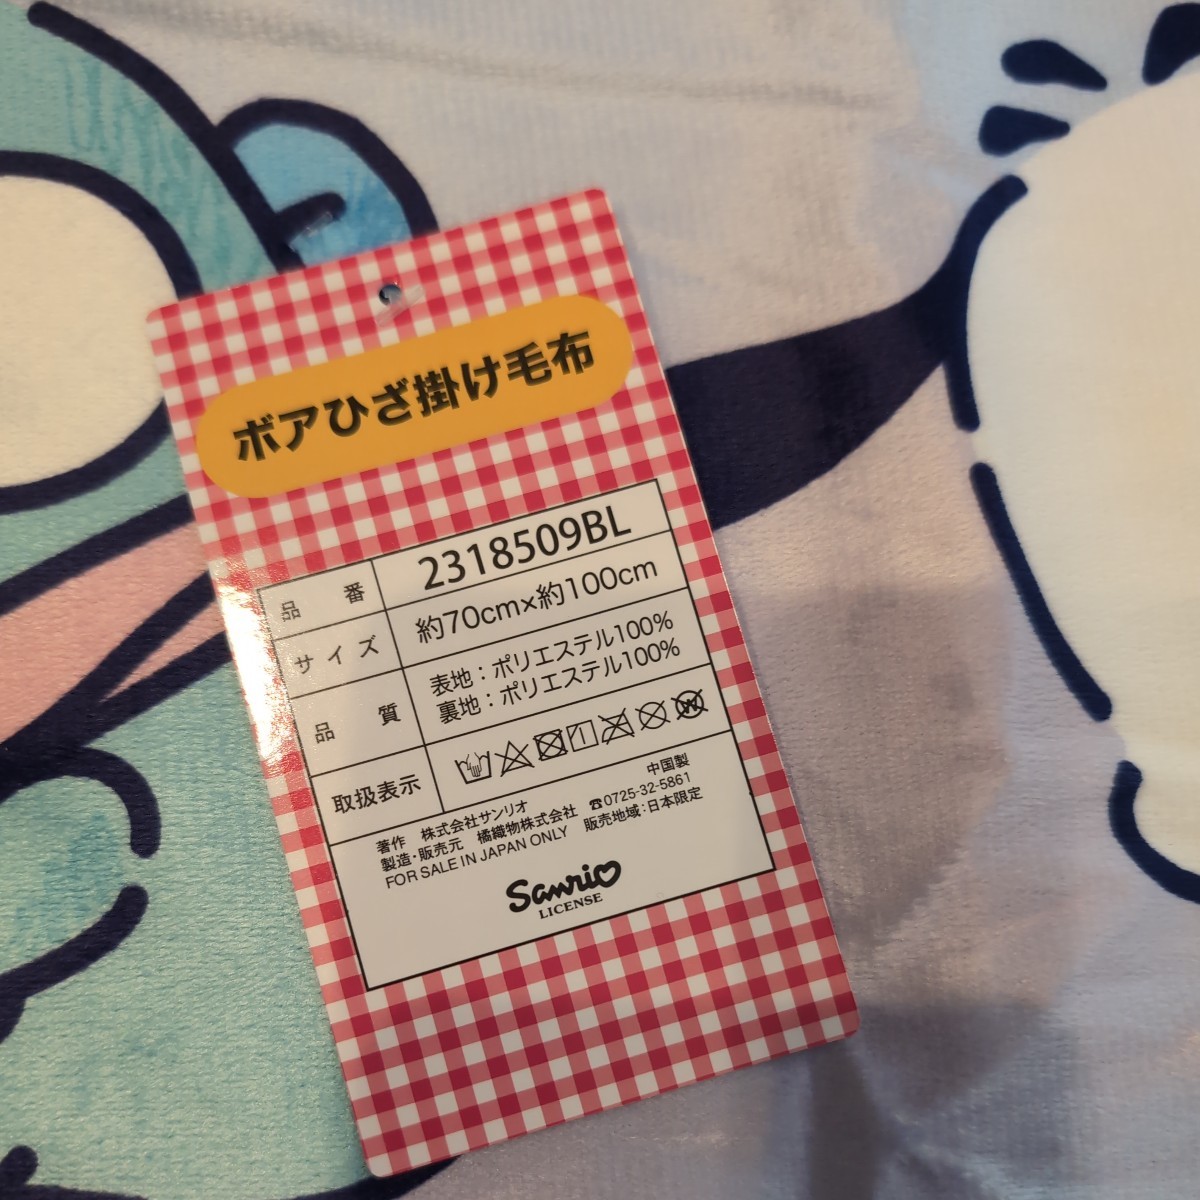 ボアひざ掛け毛布
品番 2318509BL
サイズ 約70cm×約100cm
品質 表地：ポリエステル100%
裏地：ポリエステル100%
取扱表示
中国製
著作 株式会社サンリオ
製造・販売元 橘織物株式会社 ☎0725-32-5861
FOR SALE IN JAPAN ONLY 販売地域：日本限定
Sanrio
LICENSE